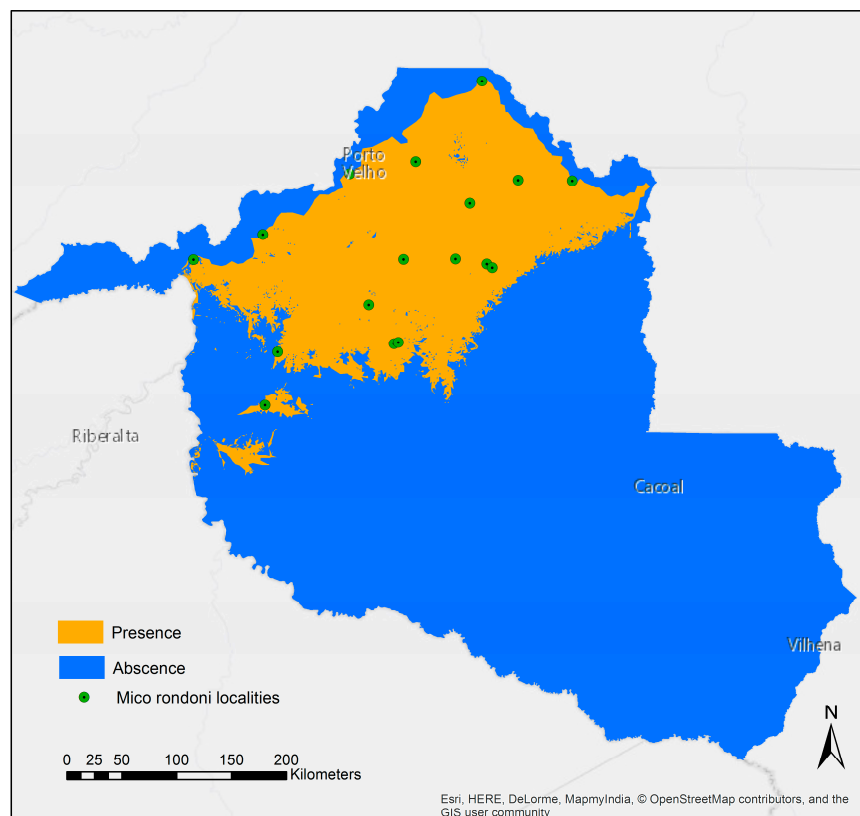 Porto
Velho
Riberalta
Cacoal
Vilhena
Presence
Abscence
Mico rondoni localities
N
0 25 50 100 150 200
Kilometers
Esri, HERE, DeLorme, MapmyIndia, © OpenStreetMap contributors, and the
GIS user community